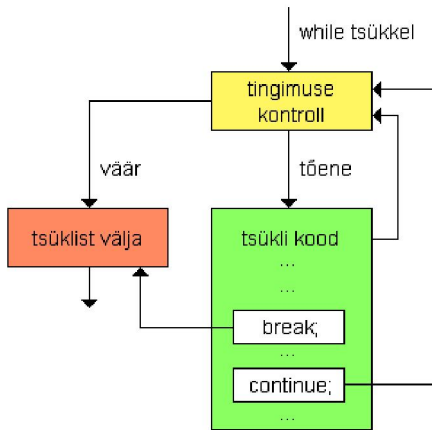 while tsükkel
tingimuse
kontroll
väär
tõene
tsüklist välja
tsükli kood
...
...
break;
...
continue;
...